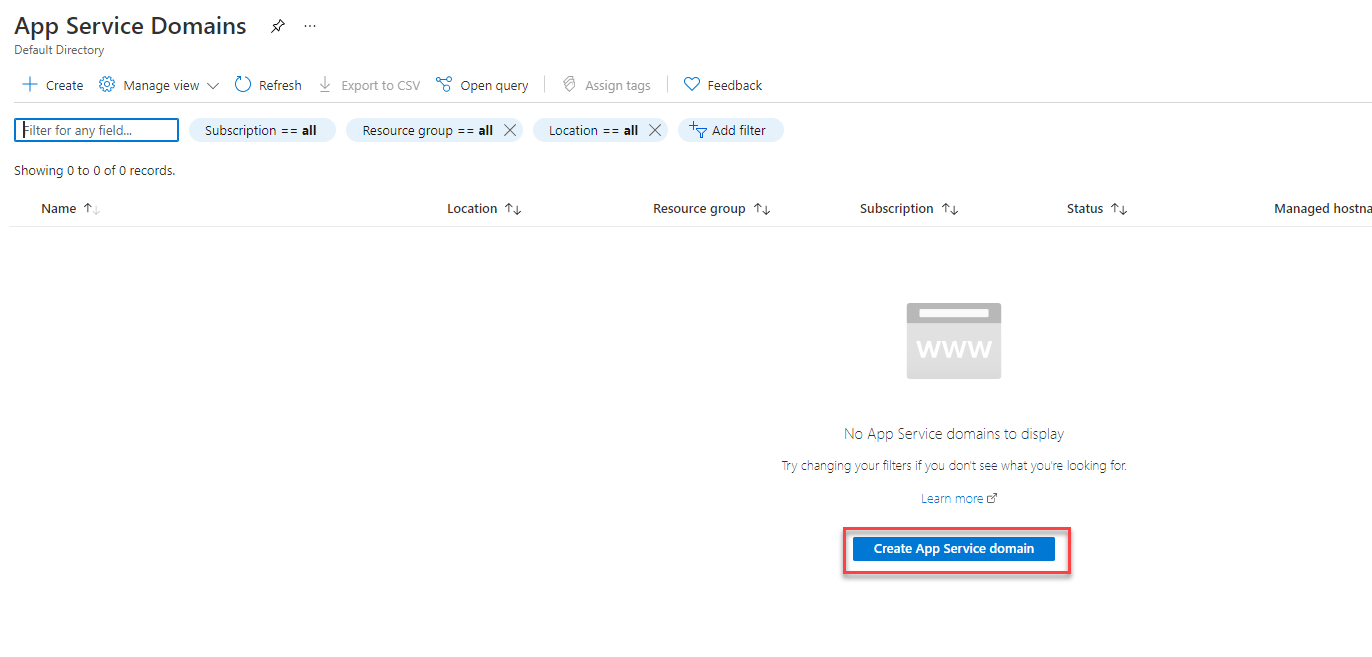 App Service Domains ...
Default Directory
Create Manage view Refresh Export to CSV Open query Assign tags Feedback
Filter for any field... Subscription == all Resource group == all Location == all Add filter
Showing 0 to 0 of 0 records.
Name Location Resource group Subscription Status Managed hostna
WWW
No App Service domains to display
Try changing your filters if you don't see what you're looking for.
Learn more
Create App Service domain